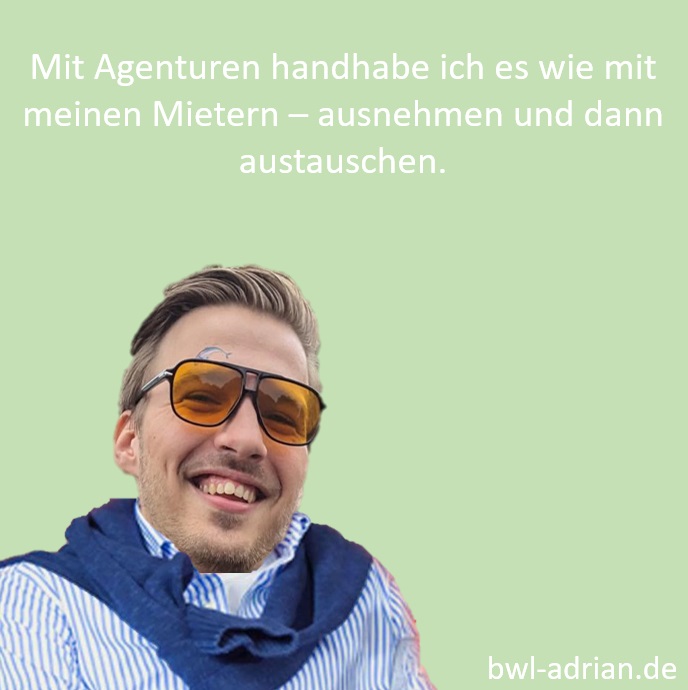 Mit Agenturen handhabe ich es wie mit
meinen Mietern – ausnehmen und dann
austauschen.
bwl-adrian.de